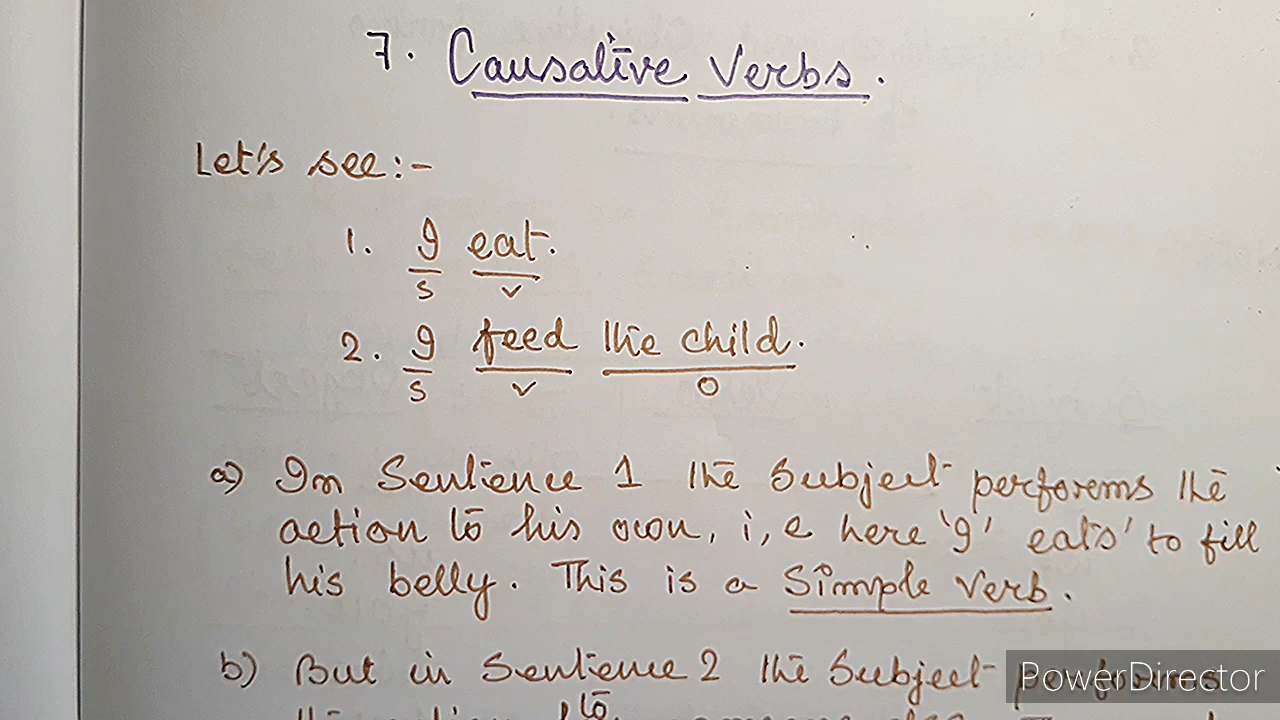 7. Causative Verbs.
Let's see:-
1. I eat.
S V
2. I feed the child.
S V O
a) In Sentence 1 the Subject performs the
action to his own, i, e here 'I' eats' to fill
his belly. This is a Simple Verb.
b) But in Sentence 2 the Subject performs
to
PowerDirector